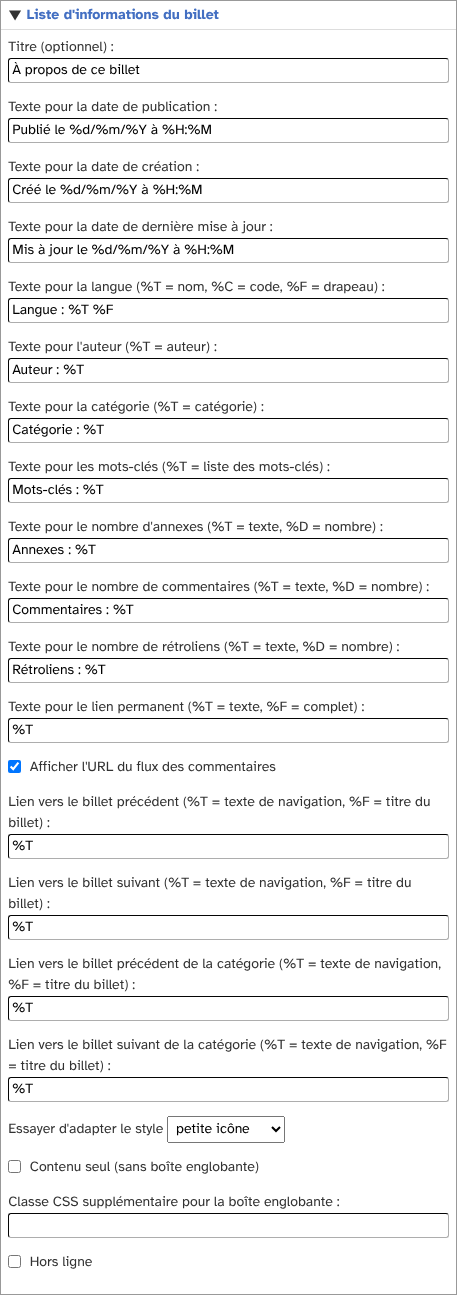 ▼ Liste d'informations du billet
Titre (optionnel) :
À propos de ce billet
Texte pour la date de publication :
Publié le %d/%m/%Y à %H:%M
Texte pour la date de création :
Créé le %d/%m/%Y à %H:%M
Texte pour la date de dernière mise à jour :
Mis à jour le %d/%m/%Y à %H:%M
Texte pour la langue (%T = nom, %C = code, %F = drapeau) :
Langue : %T %F
Texte pour l'auteur (%T = auteur) :
Auteur : %T
Texte pour la catégorie (%T = catégorie) :
Catégorie : %T
Texte pour les mots-clés (%T = liste des mots-clés) :
Mots-clés : %T
Texte pour le nombre d'annexes (%T = texte, %D = nombre) :
Annexes : %T
Texte pour le nombre de commentaires (%T = texte, %D = nombre) :
Commentaires : %T
Texte pour le nombre de rétroliens (%T = texte, %D = nombre) :
Rétroliens : %T
Texte pour le lien permanent (%T = texte, %F = complet) :
%T
Afficher l'URL du flux des commentaires
Lien vers le billet précédent (%T = texte de navigation, %F = titre du
billet) :
%T
Lien vers le billet suivant (%T = texte de navigation, %F = titre du
billet) :
%T
Lien vers le billet précédent de la catégorie (%T = texte de navigation,
%F = titre du billet) :
%T
Lien vers le billet suivant de la catégorie (%T = texte de navigation, %F
= titre du billet) :
%T
Essayer d'adapter le style petite icône
Contenu seul (sans boîte englobante)
Classe CSS supplémentaire pour la boîte englobante :
Hors ligne